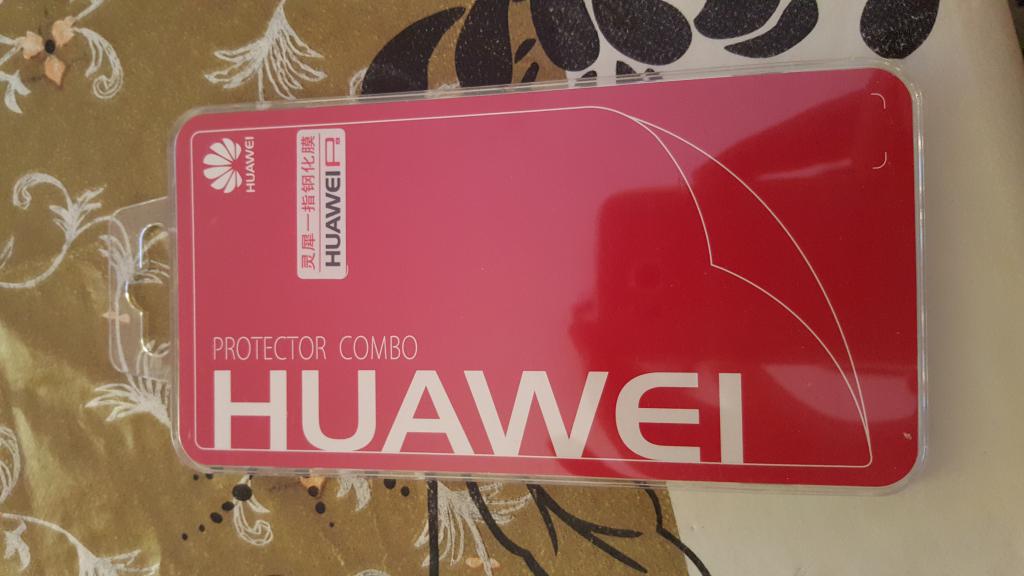 HUAWEI
灵犀一指钢化膜
HUAWEI P
PROTECTOR COMBO
HUAWEI